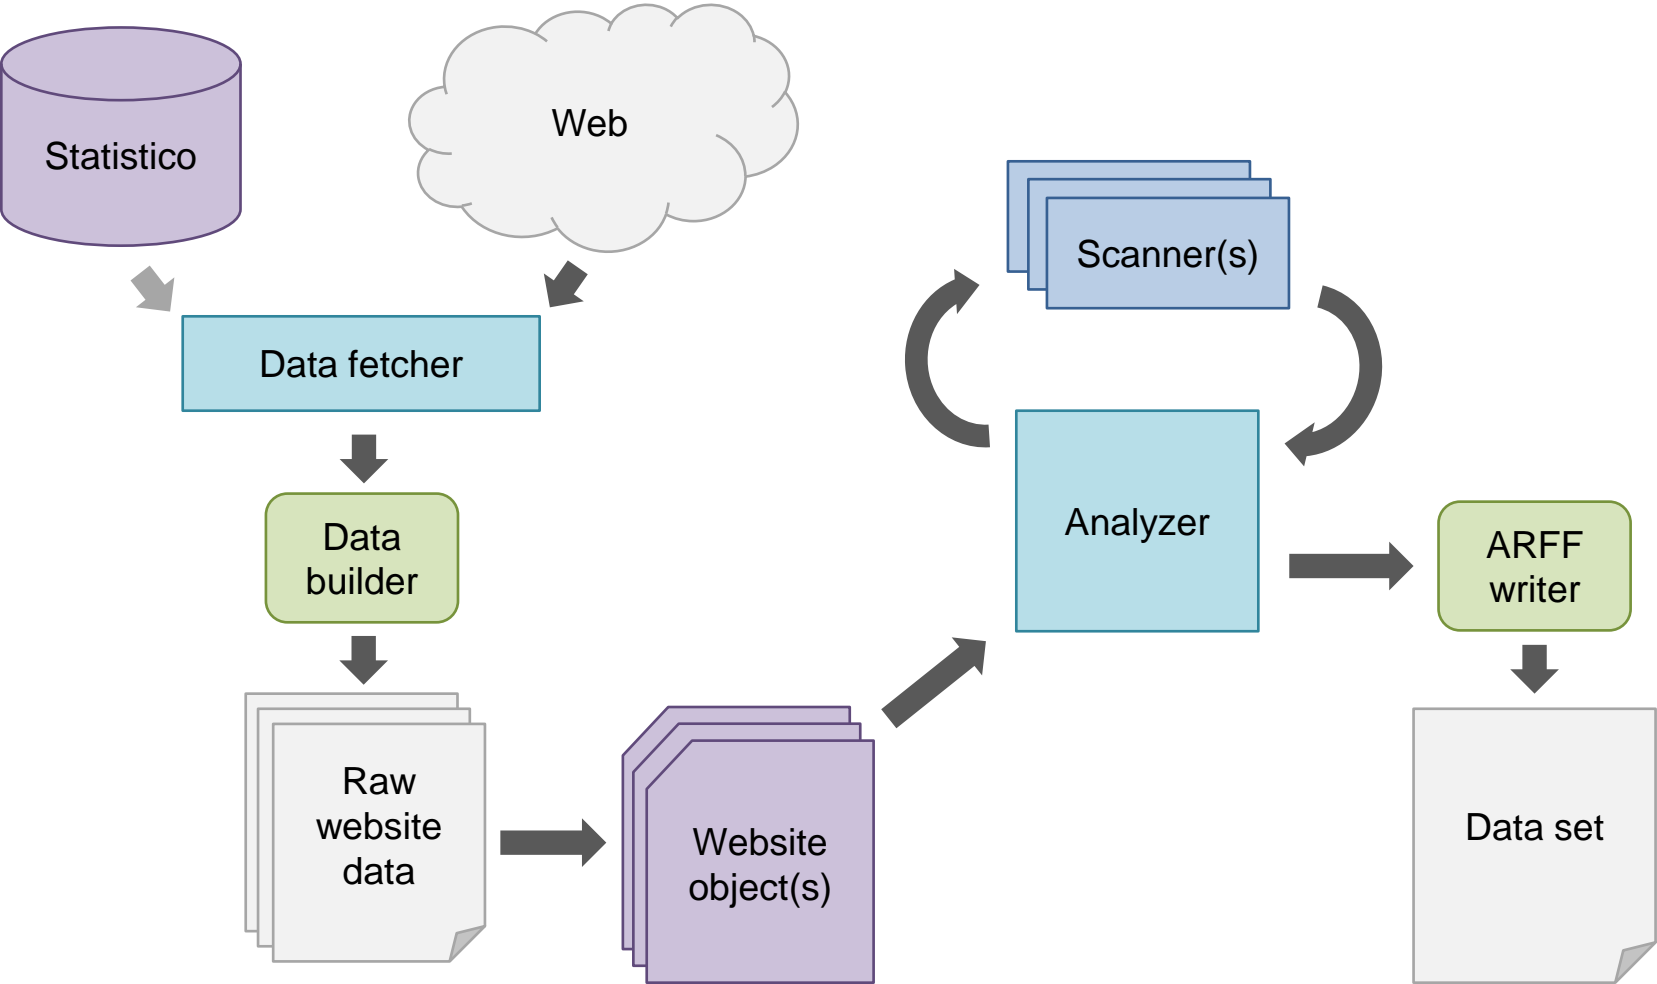 Statistico
Web
Data fetcher
Data
builder
Raw
website
data
Website
object(s)
Scanner(s)
Analyzer
ARFF
writer
Data set